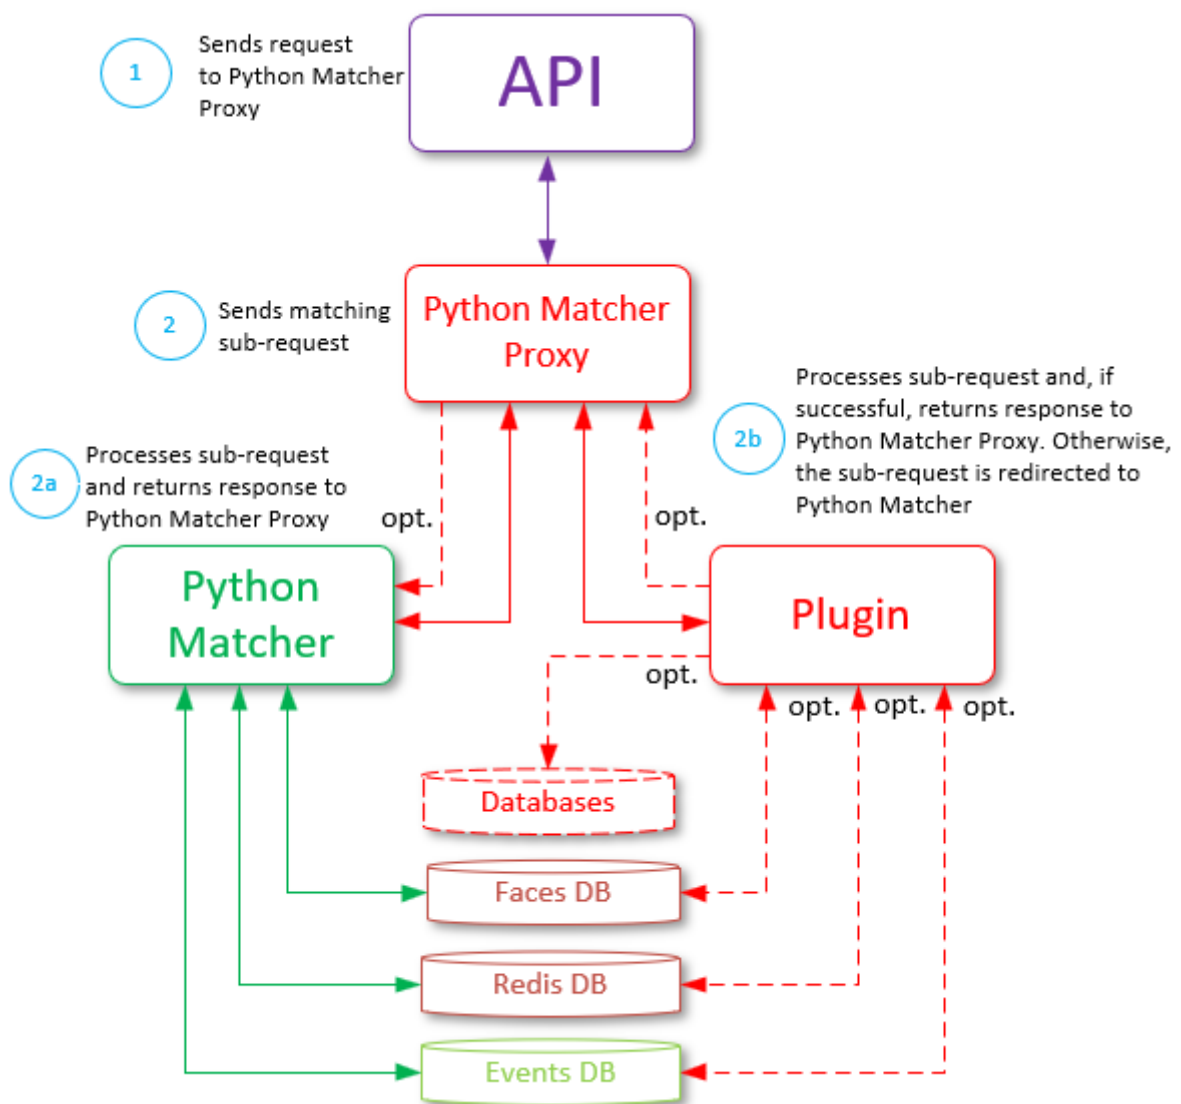 1
Sends request
to Python Matcher
Proxy
API
2
Sends matching
sub-request
Python Matcher
Proxy
2a
Processes sub-request
and returns response to
Python Matcher Proxy
2b
Processes sub-request and, if
successful, returns response to
Python Matcher Proxy. Otherwise,
the sub-request is redirected to
Python Matcher
opt.
opt.
Python
Matcher
Plugin
opt.
opt.
opt.
opt.
Databases
Faces DB
Redis DB
Events DB